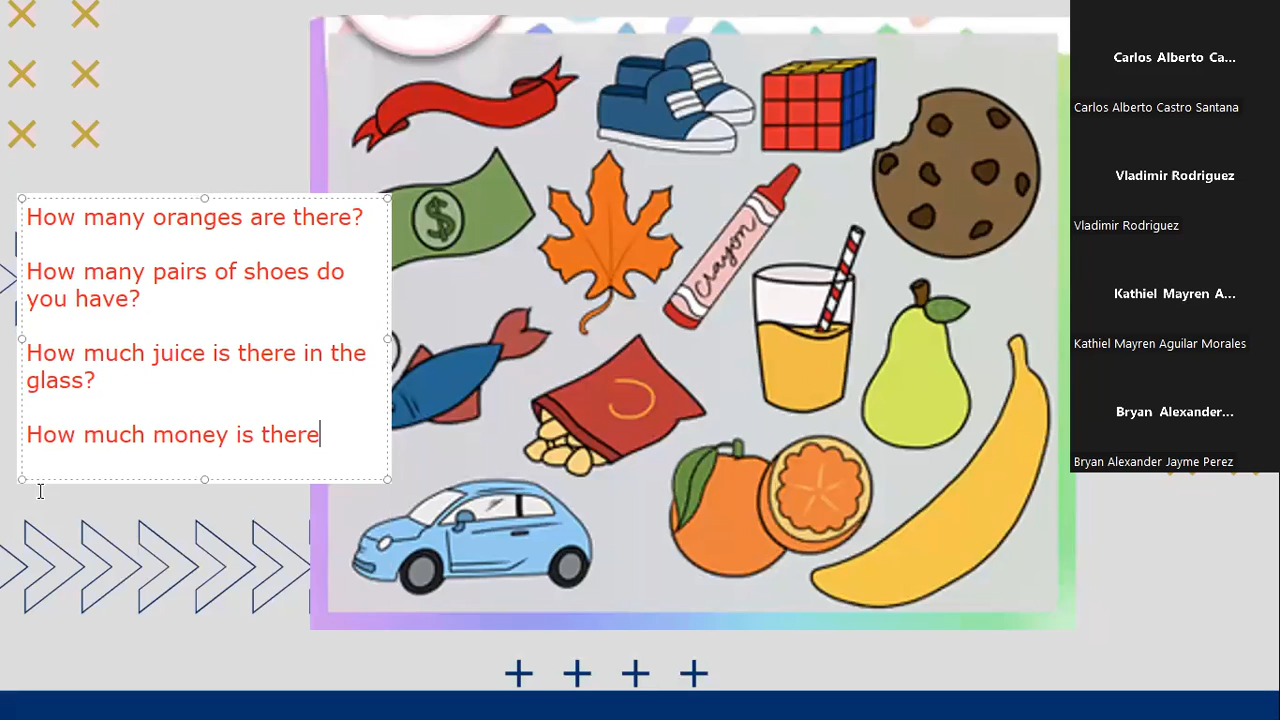 How many oranges are there?
How many pairs of shoes do
you have?
How much juice is there in the
glass?
How much money is there
$
crayon
Carlos Alberto Ca...
Carlos Alberto Castro Santana
Vladimir Rodriguez
Vladimir Rodriguez
Kathiel Mayren A...
Kathiel Mayren Aguilar Morales
Bryan Alexander...
Bryan Alexander Jayme Perez